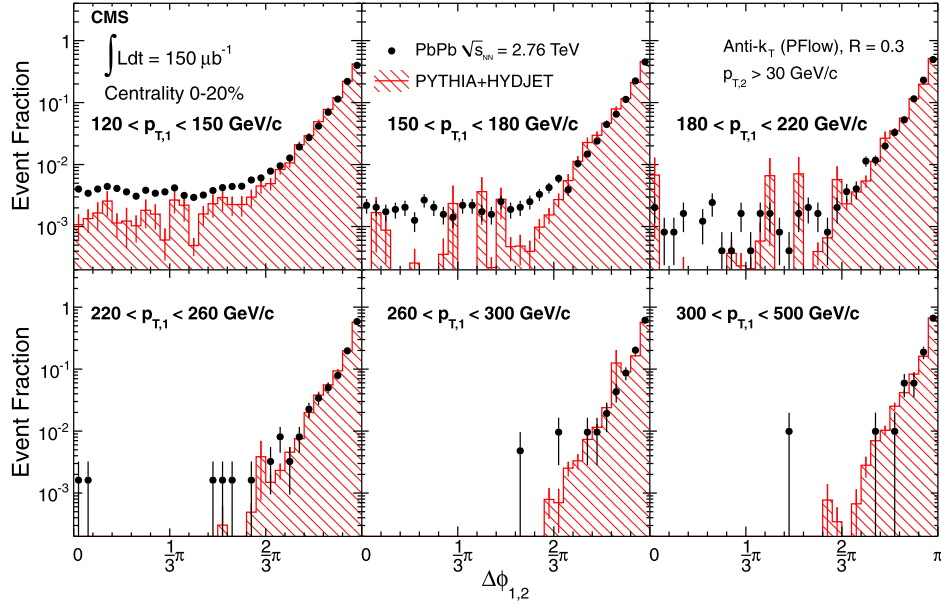 CMS
∫Ldt = 150 μb⁻¹
Centrality 0-20%
120 < p_T,1 < 150 GeV/c
PbPb √s_NN = 2.76 TeV
PYTHIA+HYDJET
150 < p_T,1 < 180 GeV/c
Anti-k_T (PFlow), R = 0.3
p_T,2 > 30 GeV/c
180 < p_T,1 < 220 GeV/c
Event Fraction
1
10⁻¹
10⁻²
10⁻³
220 < p_T,1 < 260 GeV/c
260 < p_T,1 < 300 GeV/c
300 < p_T,1 < 500 GeV/c
Event Fraction
1
10⁻¹
10⁻²
10⁻³
0 1/3π 2/3π 0 1/3π 2/3π 0 1/3π 2/3π π
Δϕ_1,2